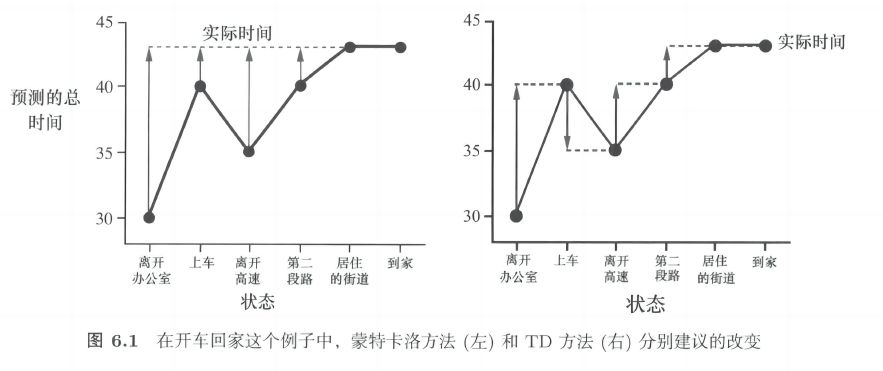 45
40
35
30
预测的总
时间
实际时间
离开
办公室
上车
离开
高速
第二
段路
居住
的街道
到家
状态
45
40
35
30
实际时间
离开
办公室
上车
离开
高速
第二
段路
居住
的街道
到家
状态
图 6.1 在开车回家这个例子中，蒙特卡洛方法 (左) 和 TD 方法 (右) 分别建议的改变